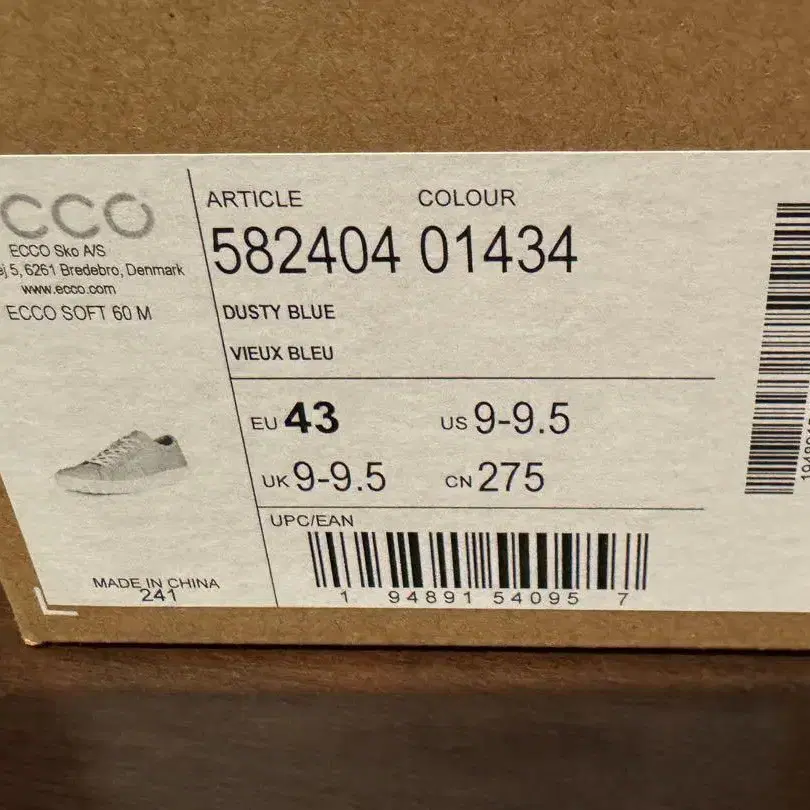 CCO
ECCO Sko A/S
5, 6261 Bredebro, Denmark
www.ecco.com
ECCO SOFT 60 M
ARTICLE COLOUR
582404 01434
DUSTY BLUE
VIEUX BLEU
EU 43 US 9-9.5
UK 9-9.5 CN 275
UPC/EAN
1 94891 54095 7
MADE IN CHINA
241